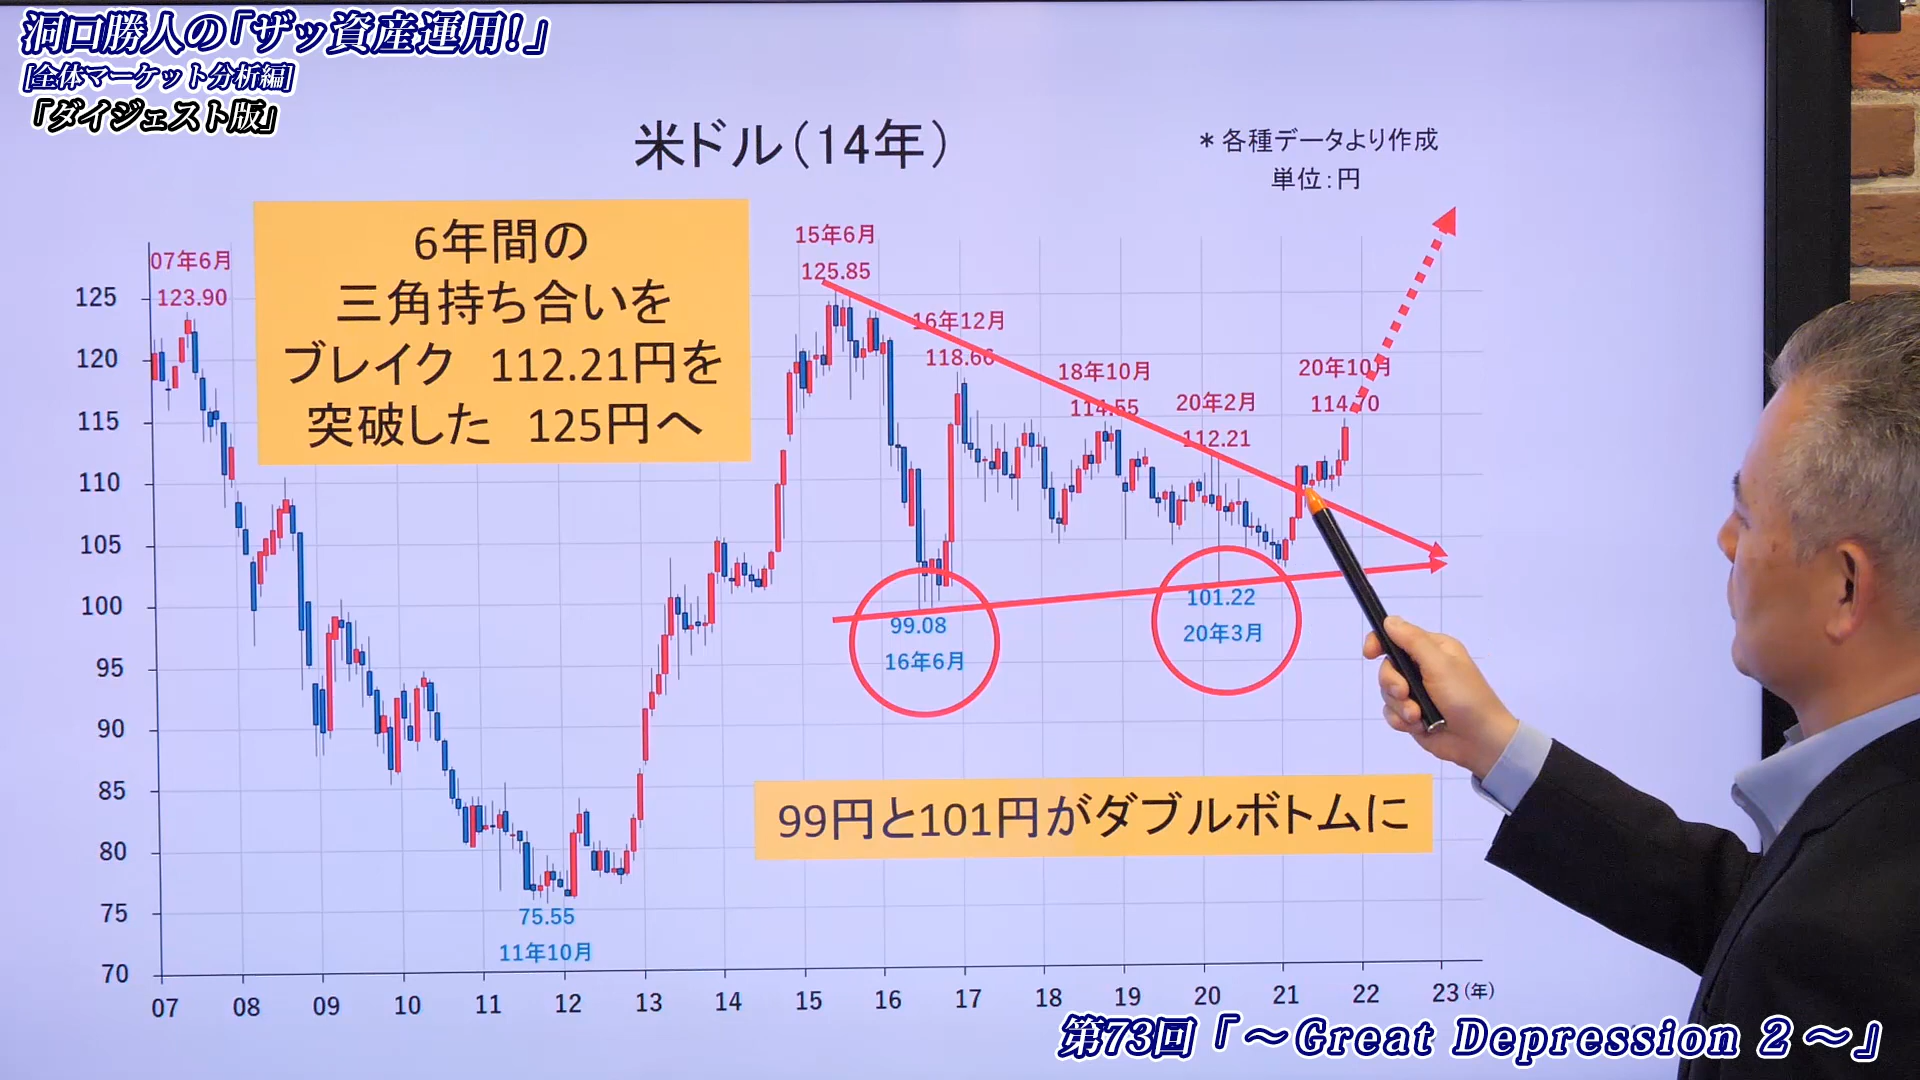 洞口勝人の「ザッ資産運用!」
[全体マーケット分析編]
「ダイジェスト版」
米ドル（14年）
＊各種データより作成
単位：円
6年間の
三角持ち合いを
ブレイク 112.21円を
突破した 125円へ
07年6月
123.90
15年6月
125.85
16年12月
118.66
18年10月
114.55
20年2月
112.21
20年10月
114.70
125
120
115
110
105
100
95
90
85
80
75
70
99.08
16年6月
101.22
20年3月
99円と101円がダブルボトムに
75.55
11年10月
07 08 09 10 11 12 13 14 15 16 17 18 19 20 21 22 23 (年)
第73回「～Great Depression 2～」